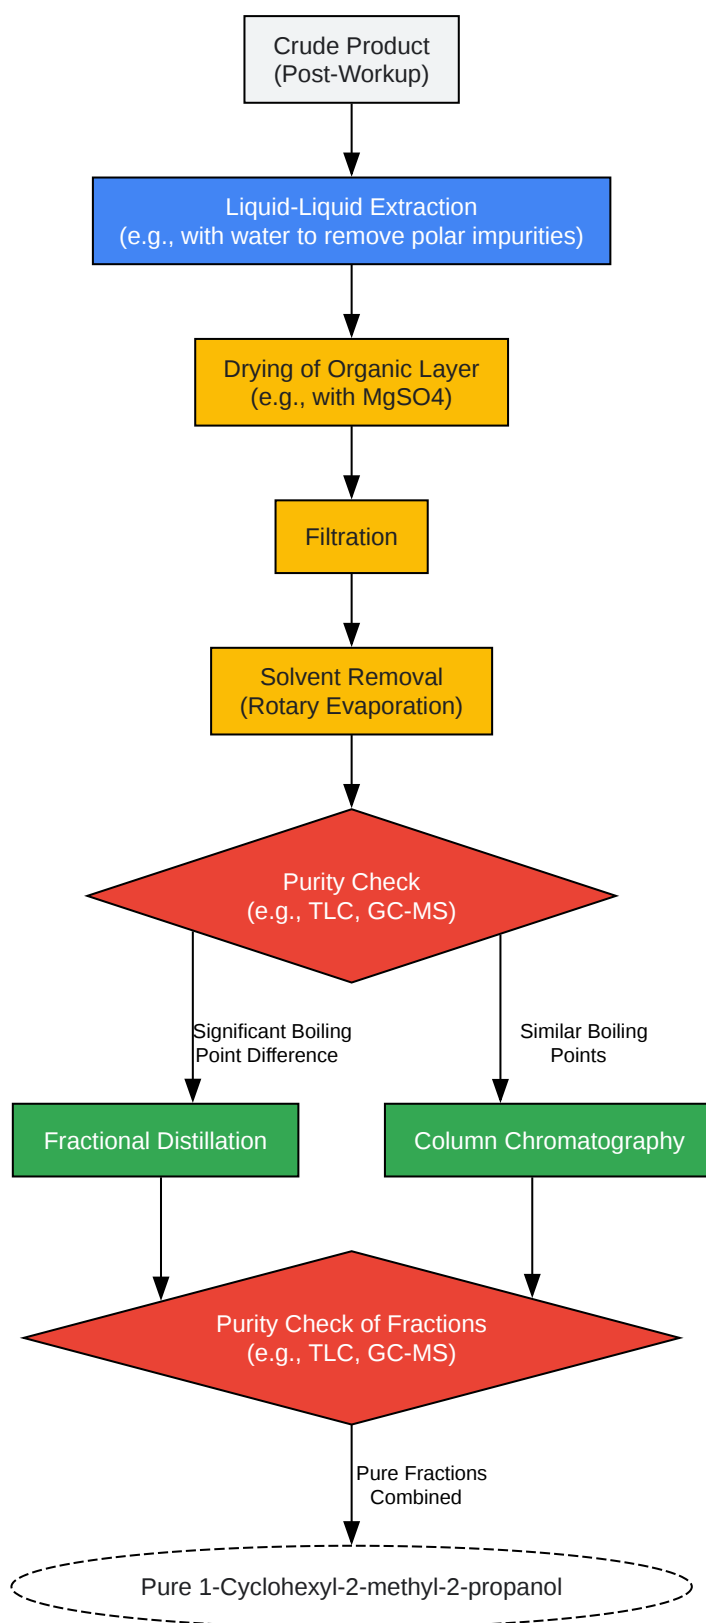 Crude Product
(Post-Workup)
Liquid-Liquid Extraction
(e.g., with water to remove polar impurities)
Drying of Organic Layer
(e.g., with MgSO4)
Filtration
Solvent Removal
(Rotary Evaporation)
Purity Check
(e.g., TLC, GC-MS)
Significant Boiling
Point Difference
Similar Boiling
Points
Fractional Distillation
Column Chromatography
Purity Check of Fractions
(e.g., TLC, GC-MS)
Pure Fractions
Combined
Pure 1-Cyclohexyl-2-methyl-2-propanol